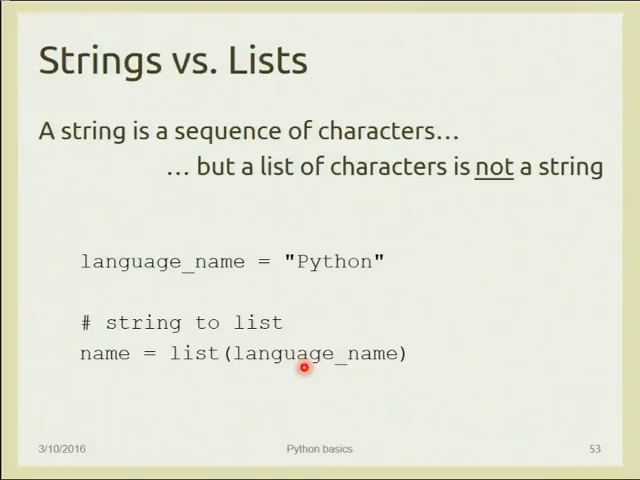 Strings vs. Lists
A string is a sequence of characters…
… but a list of characters is not a string
language_name = "Python"
# string to list
name = list(language_name)
3/10/2016 Python basics 53